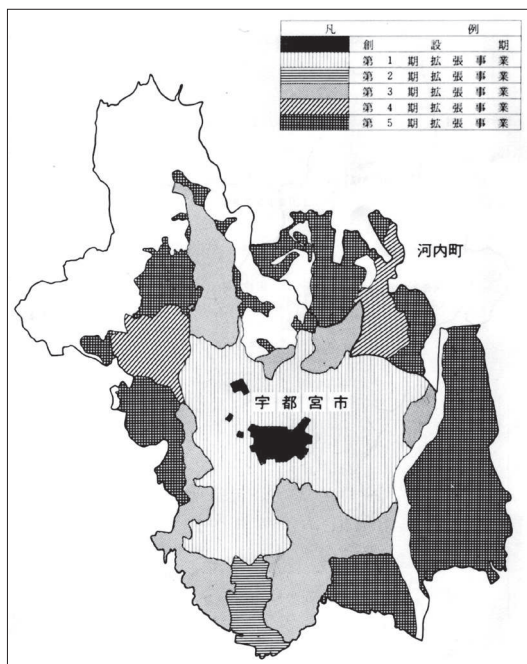 凡例
創設期
第1期拡張事業
第2期拡張事業
第3期拡張事業
第4期拡張事業
第5期拡張事業
河内町
宇都宮市